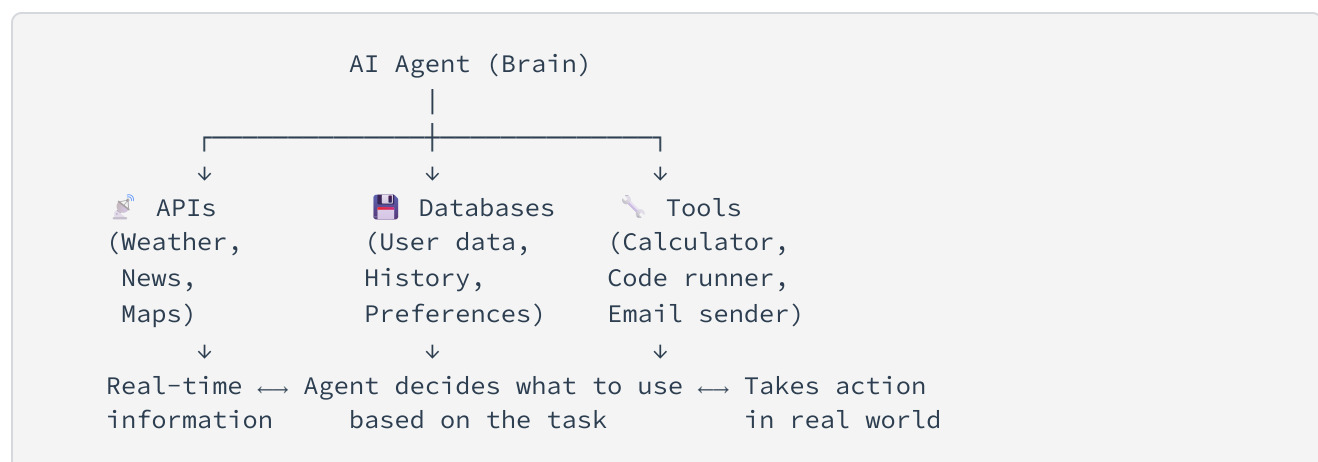 AI Agent (Brain)
↓ ↓ ↓
📡 APIs 💾 Databases 🔧 Tools
(Weather, (User data, (Calculator,
News, History, Code runner,
Maps) Preferences) Email sender)
↓ ↓ ↓
Real-time ←→ Agent decides what to use ←→ Takes action
information based on the task in real world